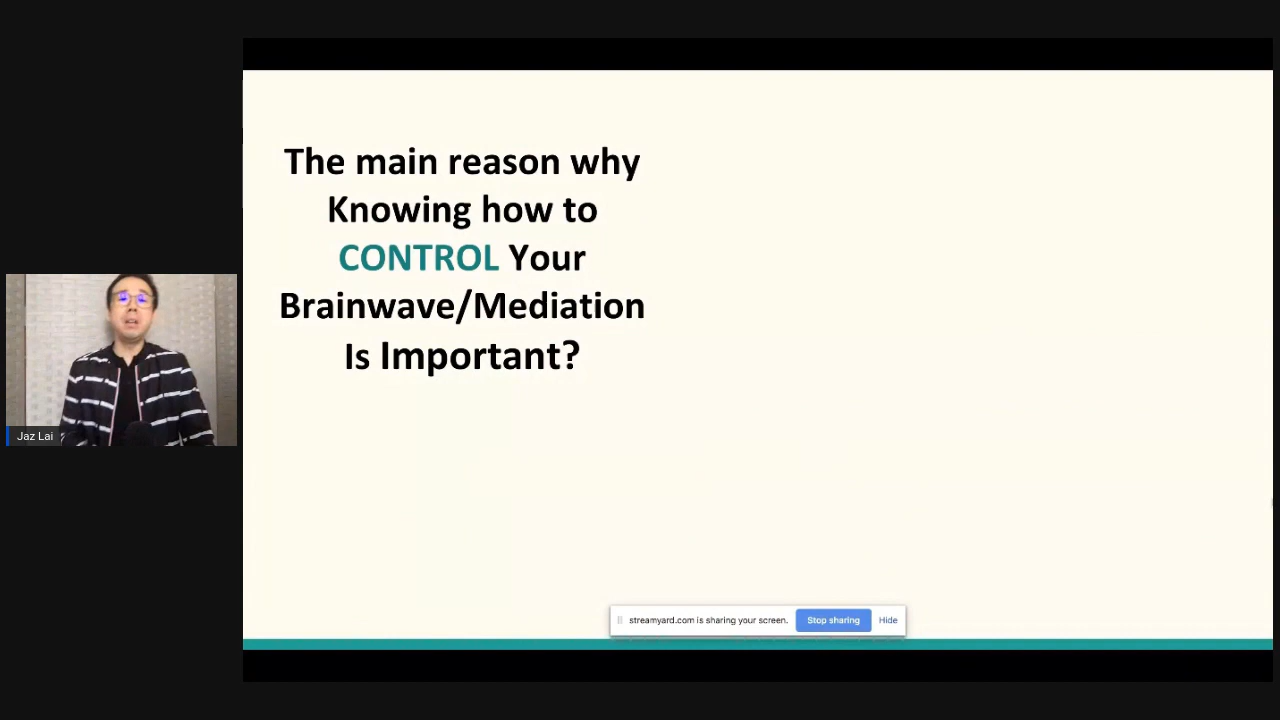 The main reason why
Knowing how to
CONTROL Your
Brainwave/Mediation
Is Important?
Jaz Lai
streamyard.com is sharing your screen.
Stop sharing
Hide